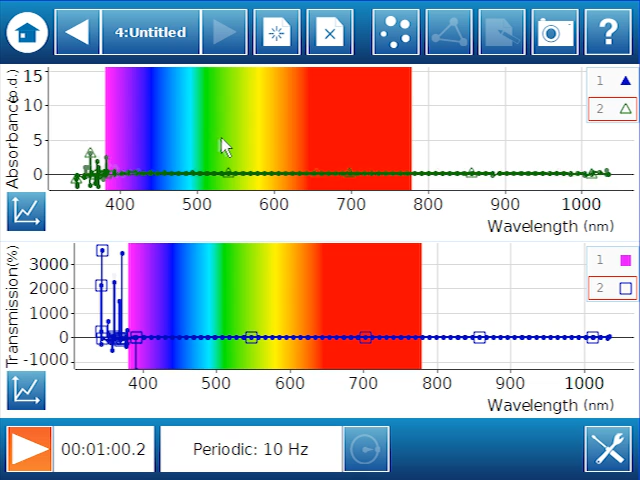 4:Untitled
?
Absorbance(o.d.)
15
10
5
0
1
2
400 500 600 700 800 900 1000
Wavelength (nm)
Transmission(%)
3000
2000
1000
0
-1000
1
2
400 500 600 700 800 900 1000
Wavelength (nm)
00:01:00.2
Periodic: 10 Hz